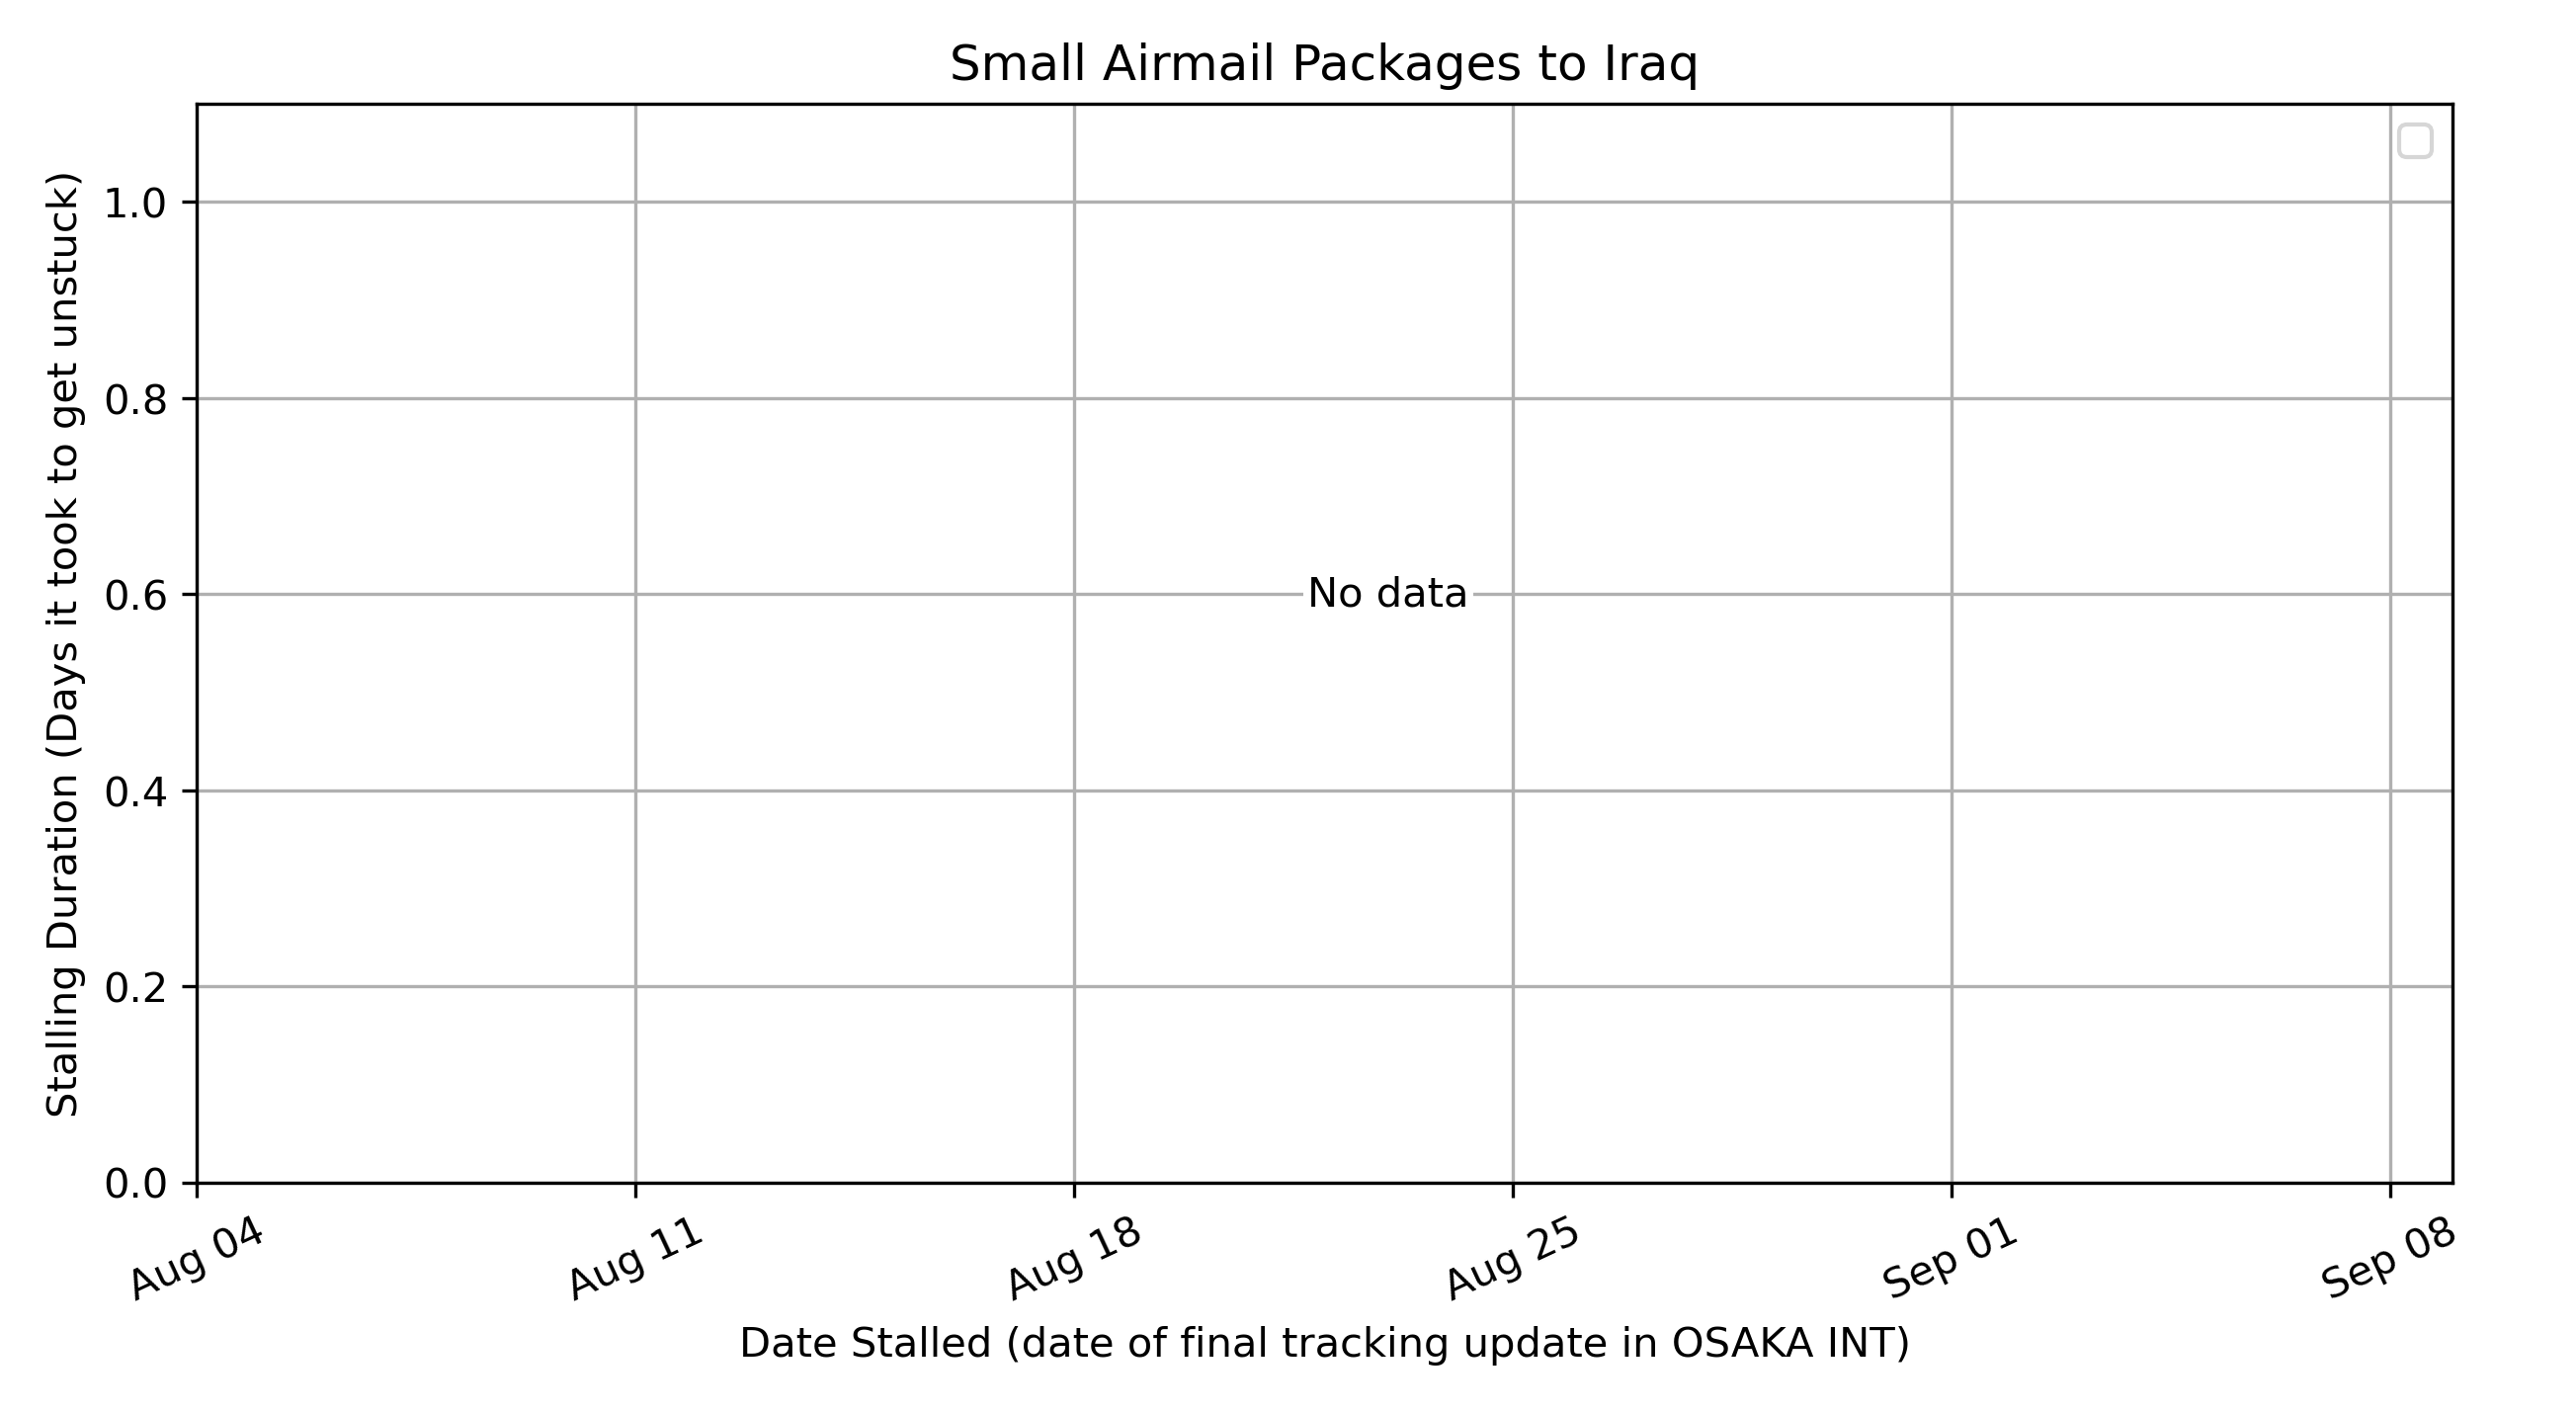 Small Airmail Packages to Iraq
Stalling Duration (Days it took to get unstuck)
1.0
0.8
0.6
0.4
0.2
0.0
No data
Aug 04
Aug 11
Aug 18
Aug 25
Sep 01
Sep 08
Date Stalled (date of final tracking update in OSAKA INT)